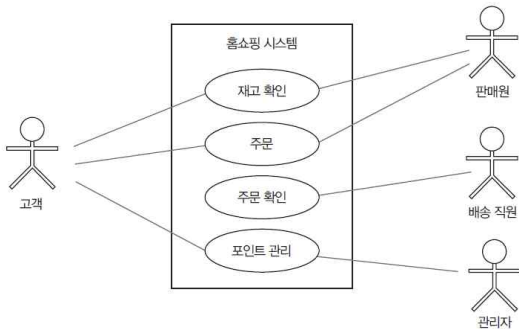 홈쇼핑 시스템
재고 확인
판매원
주문
고객
주문 확인
배송 직원
포인트 관리
관리자